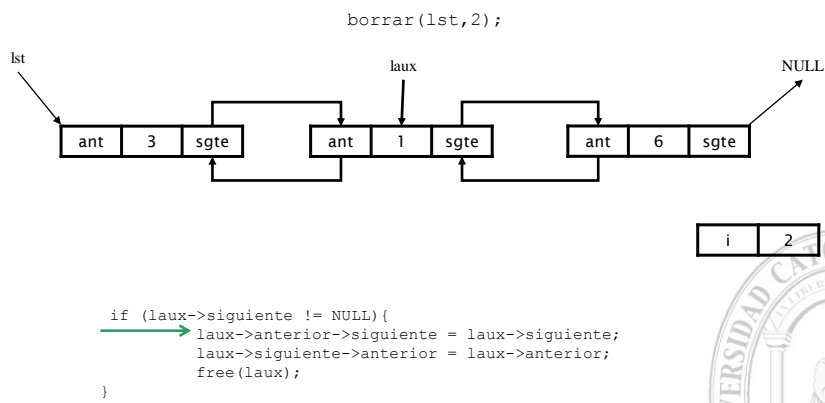 borrar(lst,2);
lst
laux
NULL
ant 3 sgte ant 1 sgte ant 6 sgte
i 2
if (laux->siguiente != NULL){
laux->anterior->siguiente = laux->siguiente;
laux->siguiente->anterior = laux->anterior;
free(laux);
}